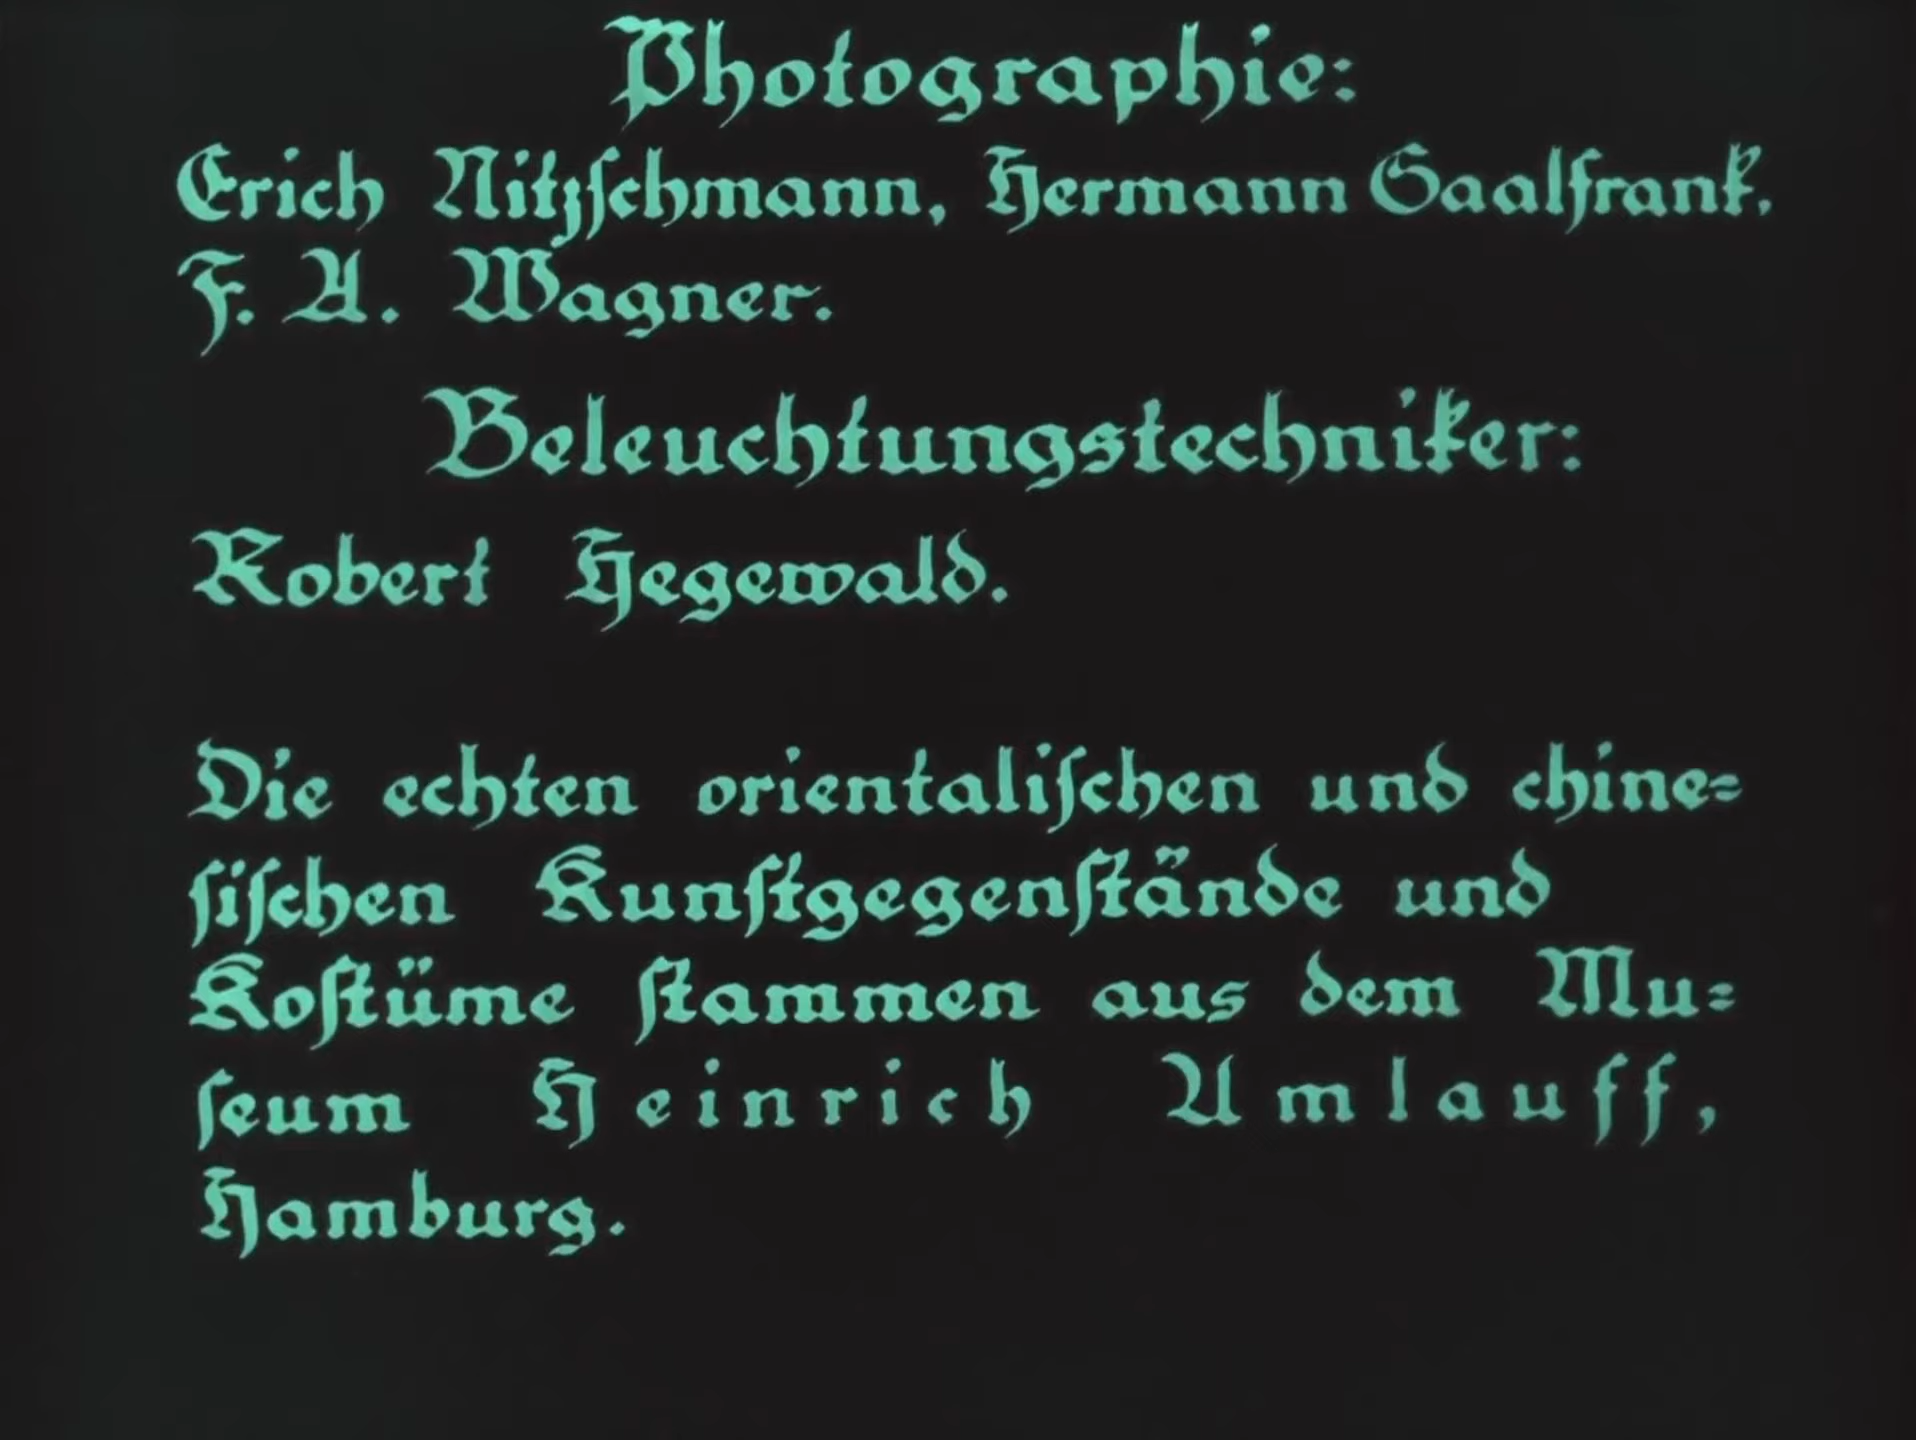 Photographie:
Erich Nitzſchmann, Hermann Saalfrank,
F. A. Wagner.
Beleuchtungstechniker:
Robert Hegewald.
Die echten orientaliſchen und chine⸗
ſiſchen Kunſtgegenſtände und
Koſtüme ſtammen aus dem Mu⸗
ſeum Heinrich Umlauff,
Hamburg.